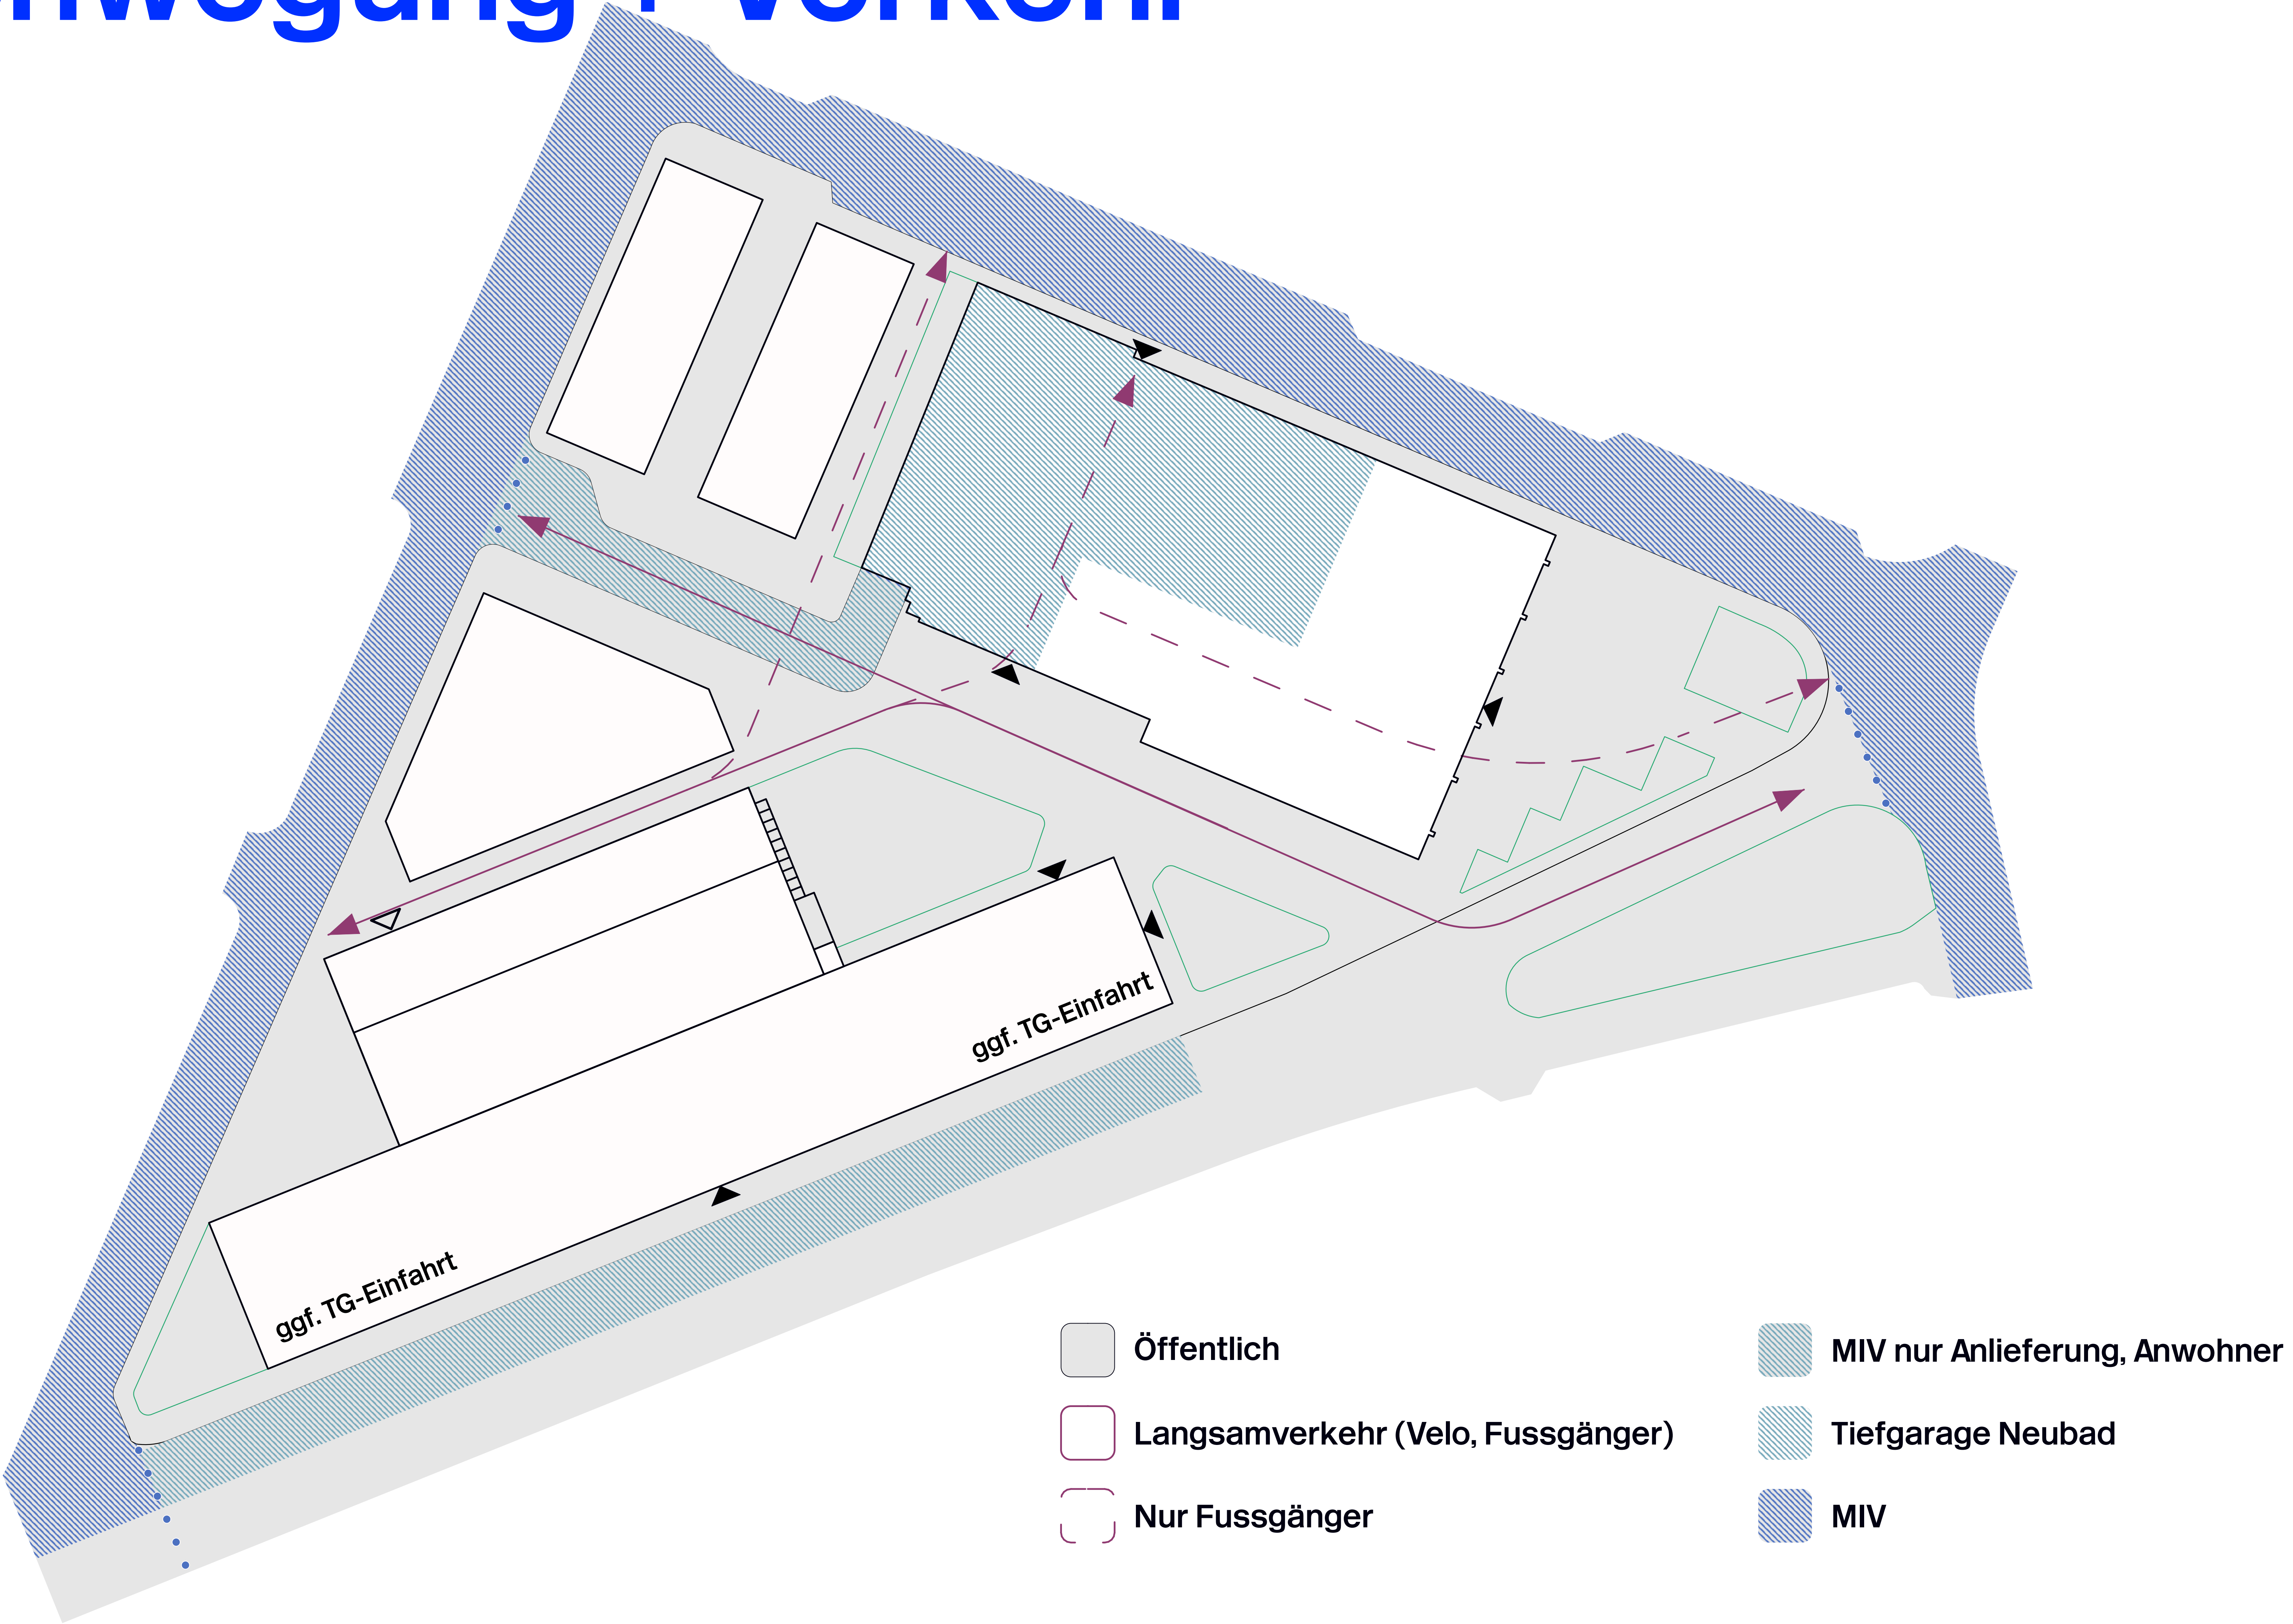 + Verkehr
ggf. TG-Einfahrt
ggf. TG-Einfahrt
Öffentlich
Langsamverkehr (Velo, Fussgänger)
Nur Fussgänger
MIV nur Anlieferung, Anwohner
Tiefgarage Neubad
MIV